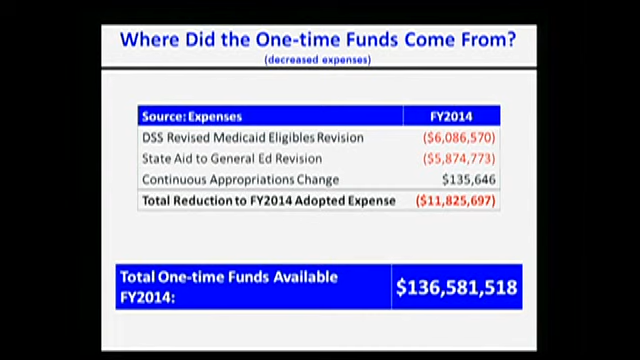 Where Did the One-time Funds Come From?
(decreased expenses)
Source: Expenses FY2014
DSS Revised Medicaid Eligibles Revision ($6,086,570)
State Aid to General Ed Revision ($5,874,773)
Continuous Appropriations Change $135,646
Total Reduction to FY2014 Adopted Expense ($11,825,697)
Total One-time Funds Available
FY2014: $136,581,518